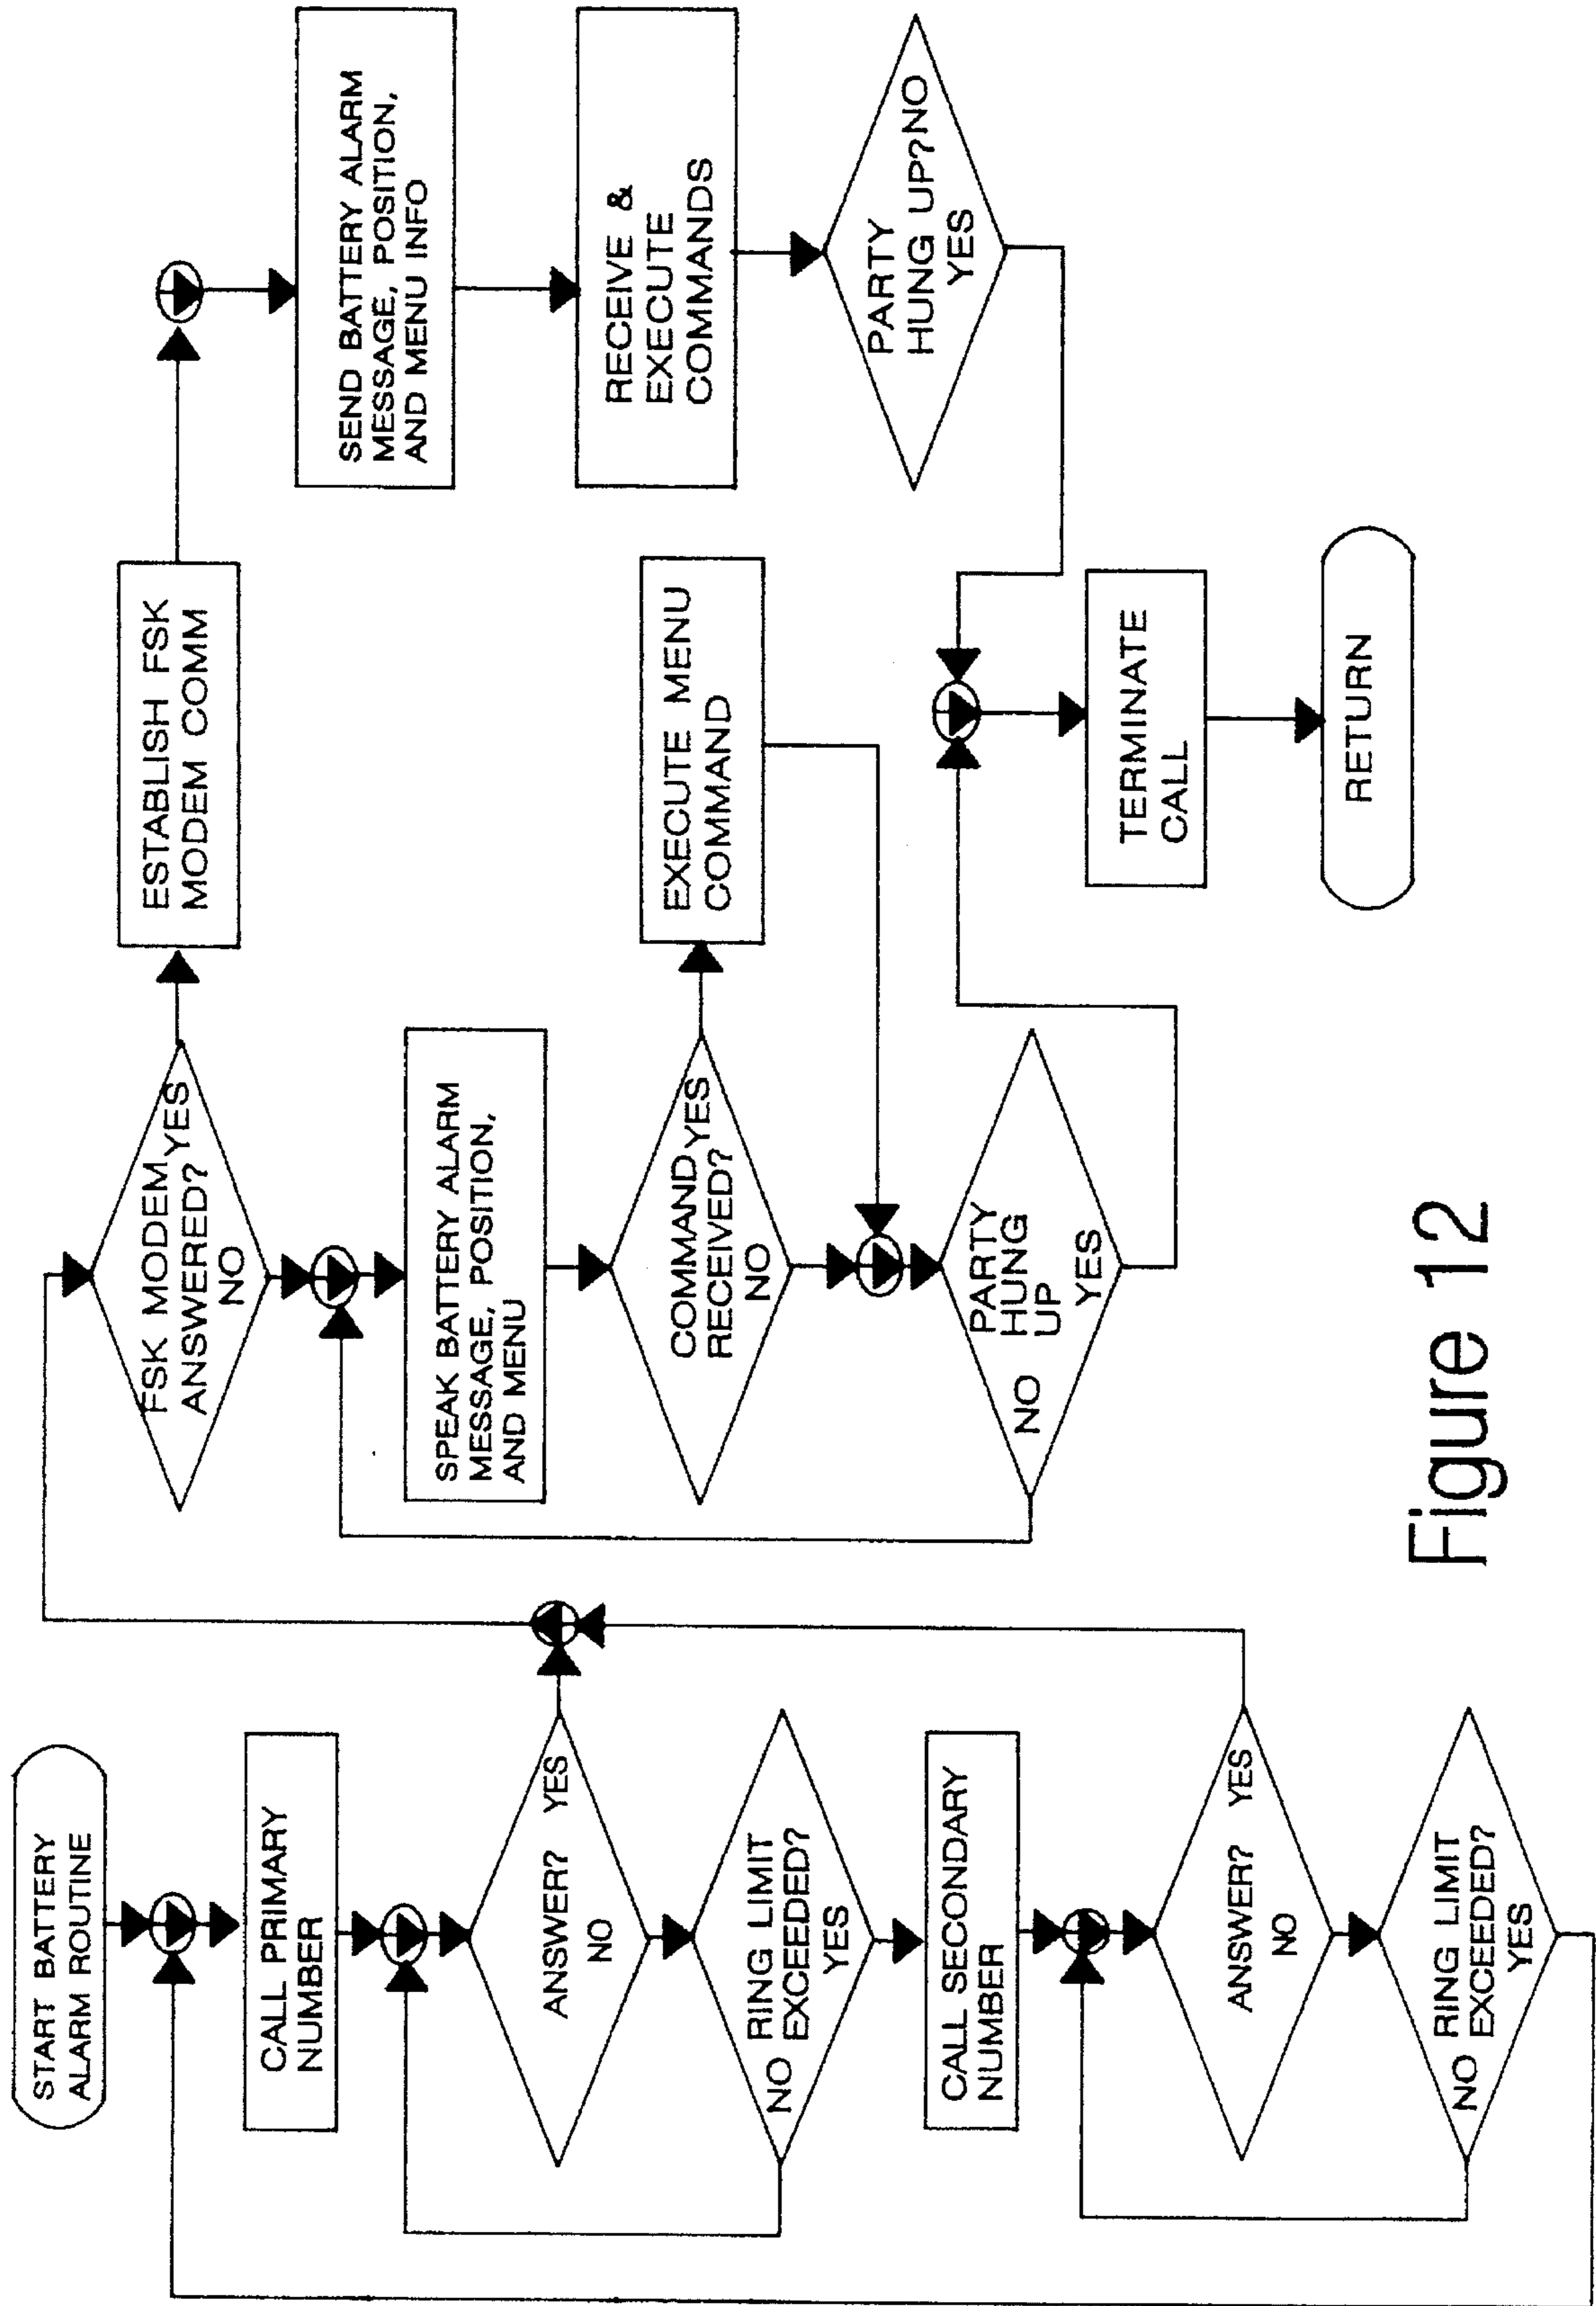 START BATTERY
ALARM ROUTINE
CALL PRIMARY
NUMBER
ANSWER? YES
NO
RING LIMIT
EXCEEDED?
NO
YES
CALL SECONDARY
NUMBER
ANSWER? YES
NO
RING LIMIT
EXCEEDED?
NO
YES
FSK MODEM YES
ANSWERED?
NO
SPEAK BATTERY ALARM
MESSAGE, POSITION,
AND MENU
COMMAND YES
RECEIVED?
NO
PARTY
HUNG
UP
NO
YES
ESTABLISH FSK
MODEM COMM
EXECUTE MENU
COMMAND
TERMINATE
CALL
RETURN
SEND BATTERY ALARM
MESSAGE, POSITION,
AND MENU INFO
RECEIVE &
EXECUTE
COMMANDS
PARTY
HUNG UP? NO
YES
Figure 12